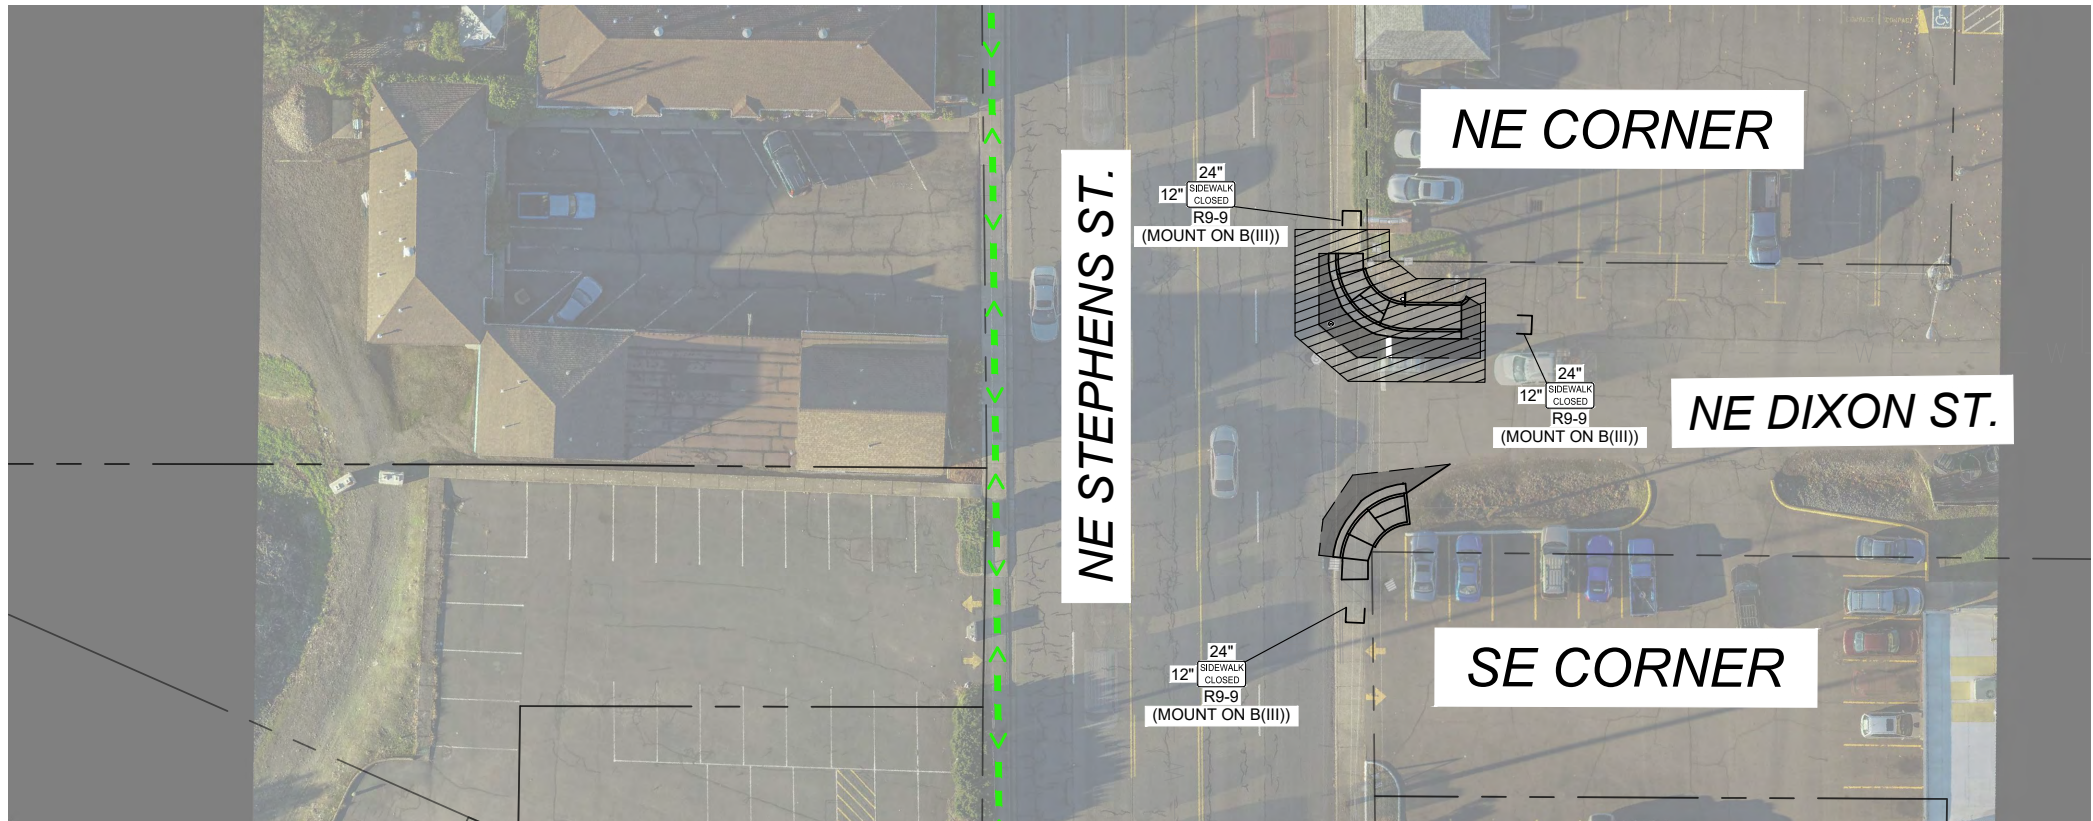 NE CORNER
24"
12"
SIDEWALK
CLOSED
R9-9
(MOUNT ON B(III))
NE STEPHENS ST.
24"
12"
SIDEWALK
CLOSED
R9-9
(MOUNT ON B(III))
NE DIXON ST.
24"
12"
SIDEWALK
CLOSED
R9-9
(MOUNT ON B(III))
SE CORNER